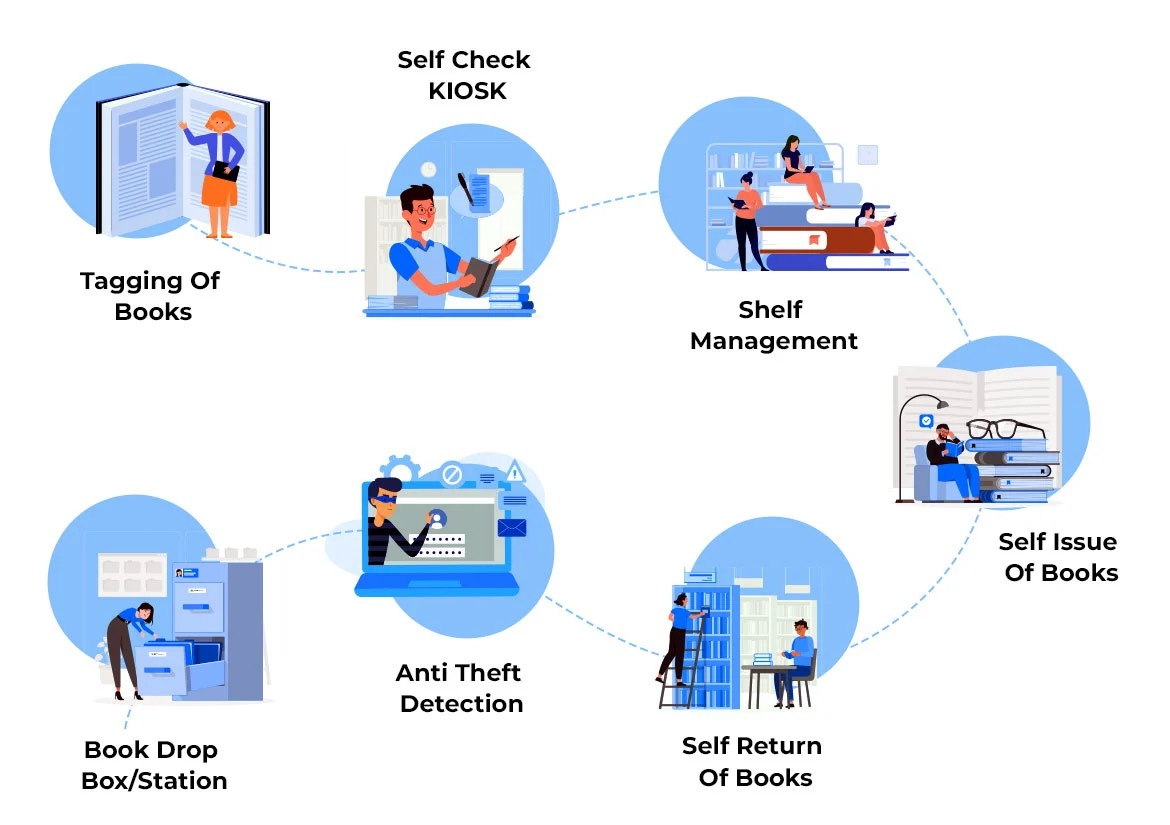 Self Check
KIOSK
Tagging Of
Books
Shelf
Management
Self Issue
Of Books
Self Return
Of Books
Anti Theft
Detection
Book Drop
Box/Station